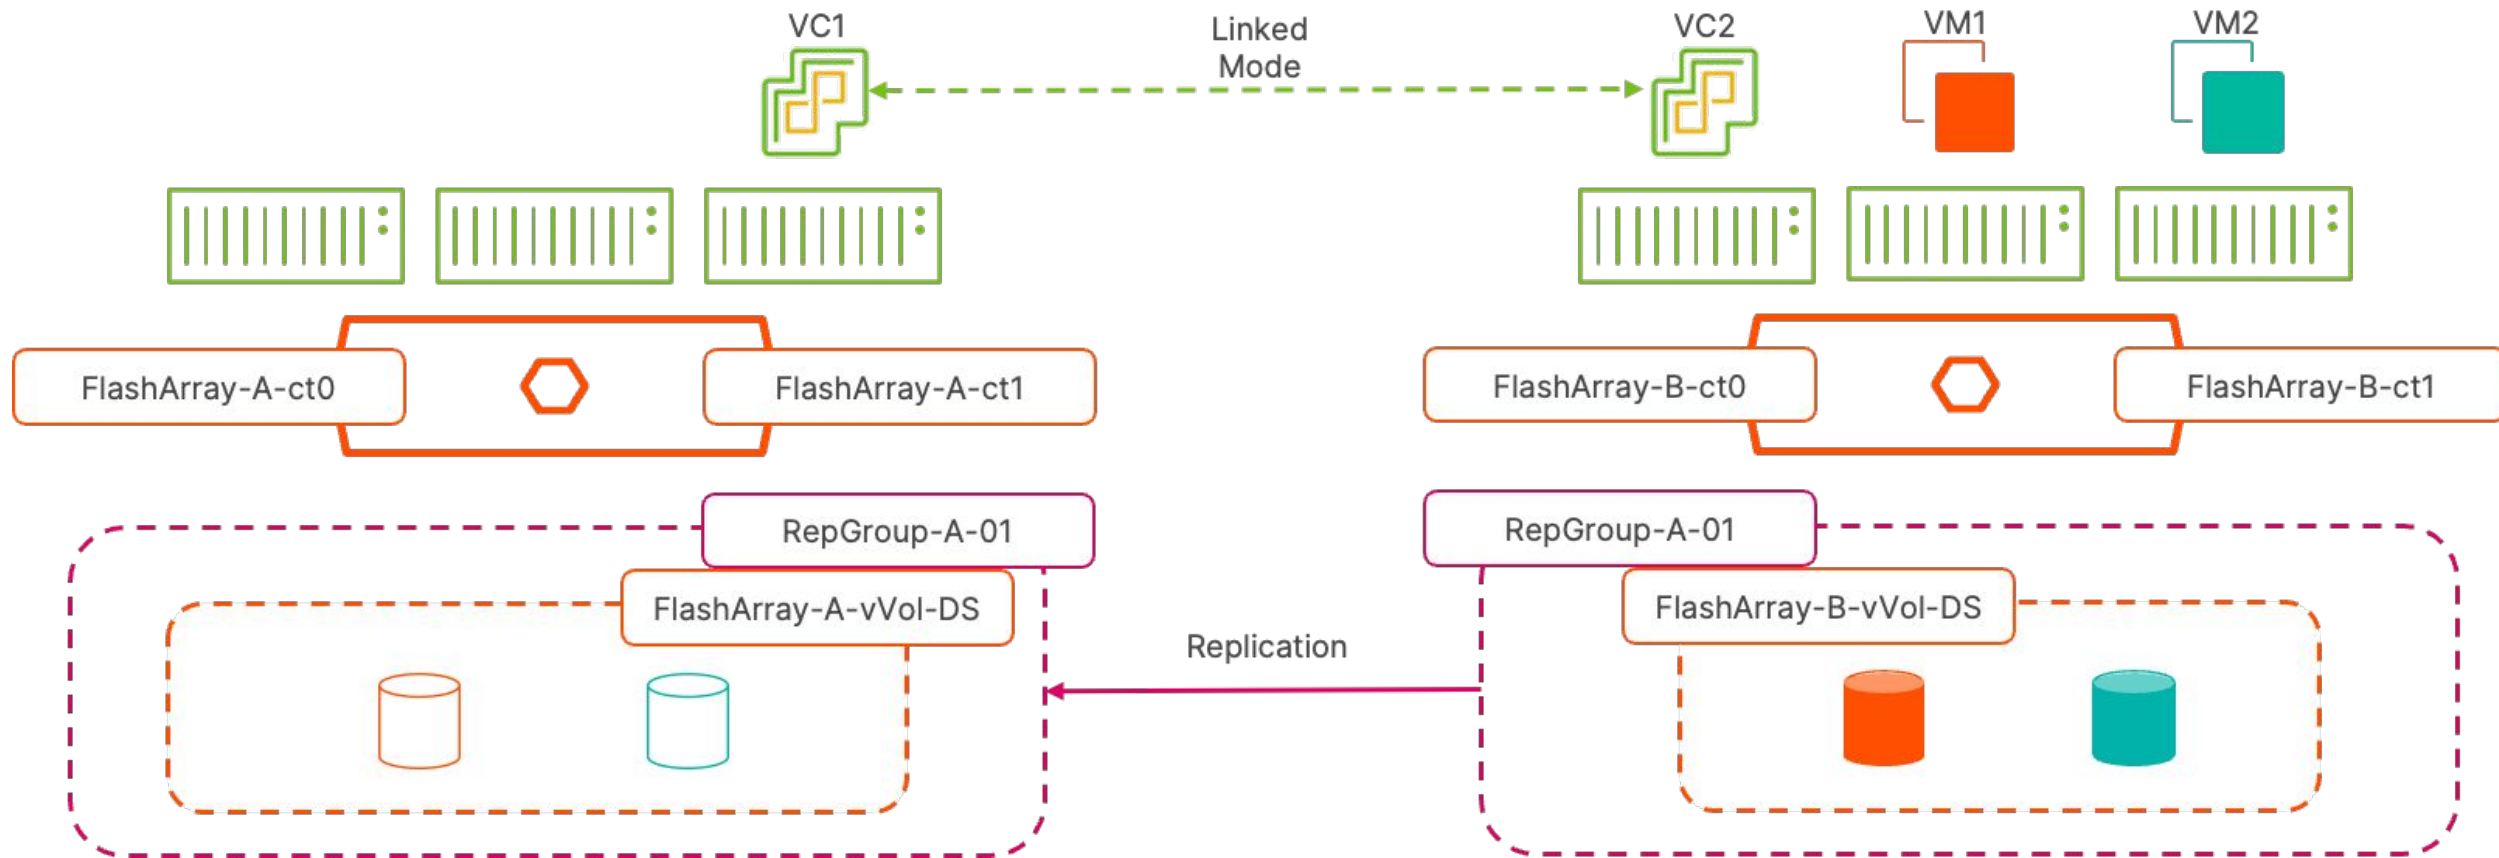 VC1
Linked
Mode
VC2
VM1
VM2
FlashArray-A-ct0
FlashArray-A-ct1
FlashArray-B-ct0
FlashArray-B-ct1
RepGroup-A-01
RepGroup-A-01
FlashArray-A-vVol-DS
FlashArray-B-vVol-DS
Replication